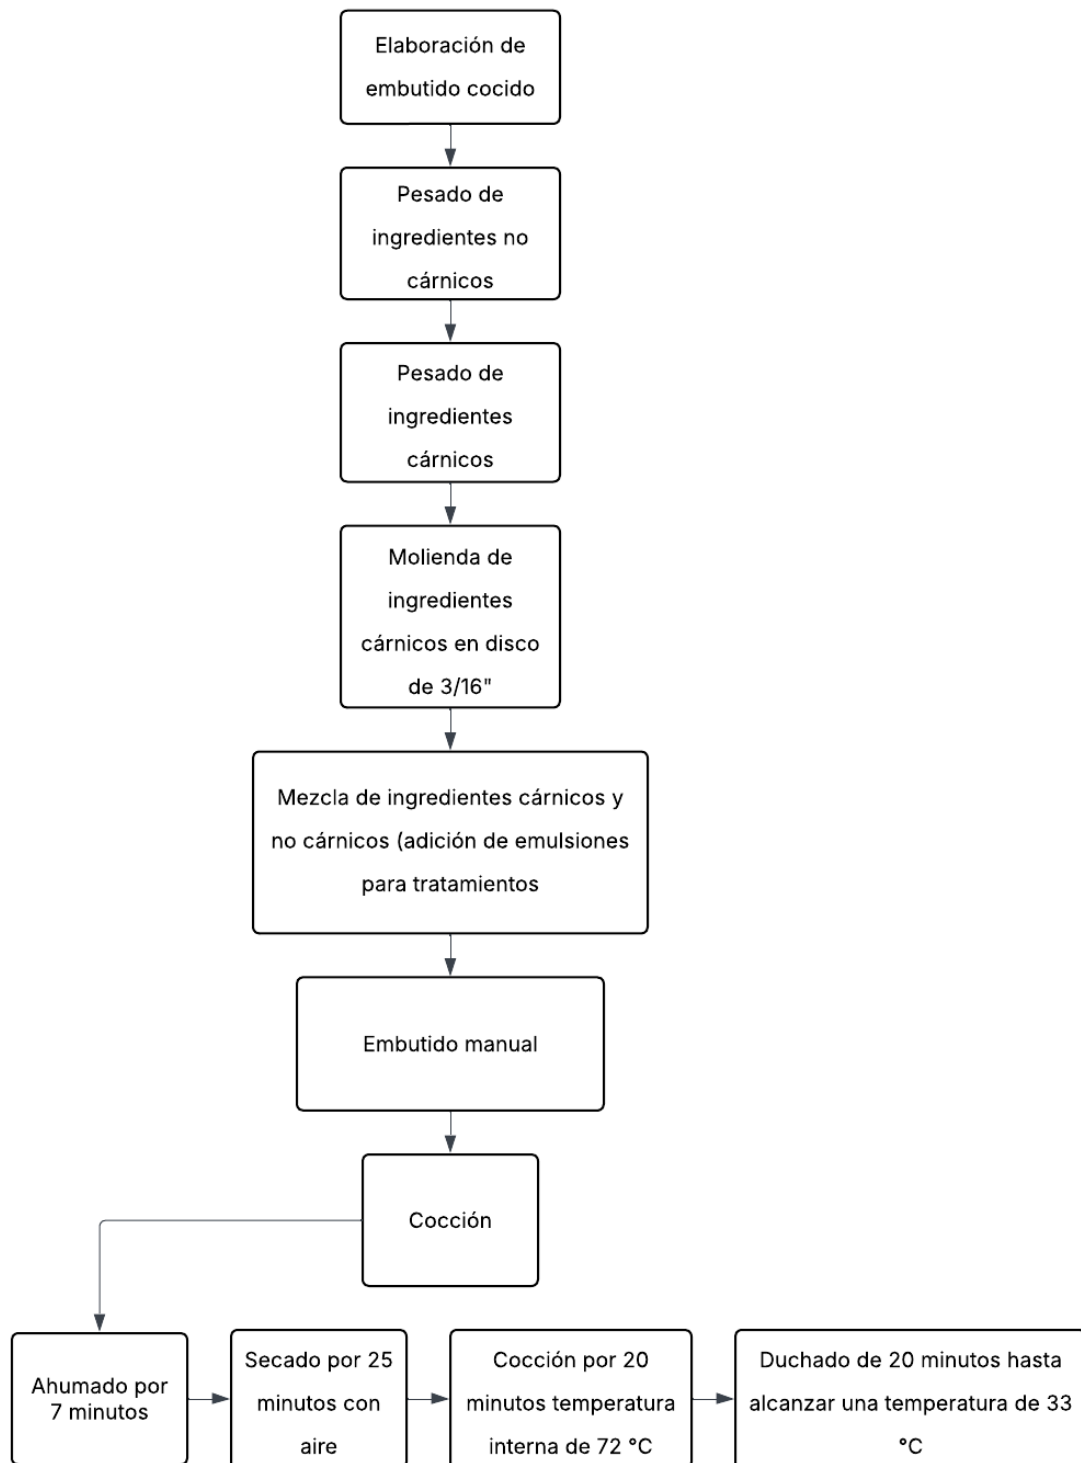 Elaboración de
embutido cocido
Pesado de
ingredientes no
cárnicos
Pesado de
ingredientes
cárnicos
Molienda de
ingredientes
cárnicos en disco
de 3/16"
Mezcla de ingredientes cárnicos y
no cárnicos (adición de emulsiones
para tratamientos
Embutido manual
Cocción
Ahumado por
7 minutos
Secado por 25
minutos con
aire
Cocción por 20
minutos temperatura
interna de 72 °C
Duchado de 20 minutos hasta
alcanzar una temperatura de 33
°C